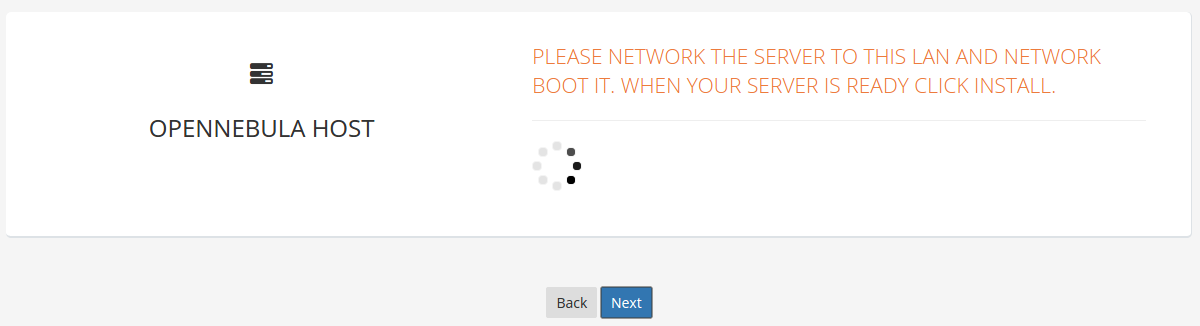 PLEASE NETWORK THE SERVER TO THIS LAN AND NETWORK
BOOT IT. WHEN YOUR SERVER IS READY CLICK INSTALL.
OPENNEBULA HOST
Back
Next